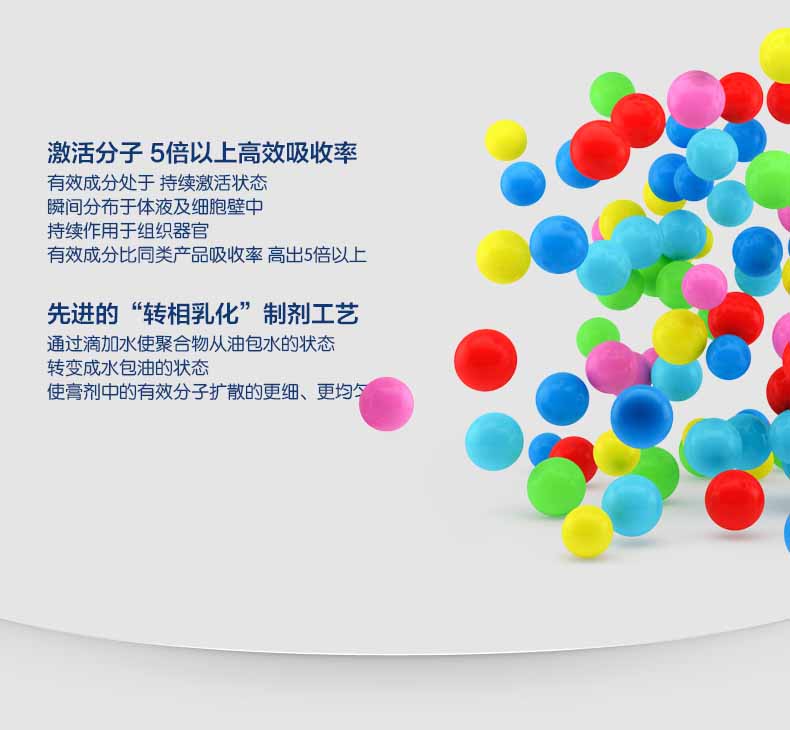 激活分子 5倍以上高效吸收率
有效成分处于 持续激活状态
瞬间分布于体液及细胞壁中
持续作用于组织器官
有效成分比同类产品吸收率 高出5倍以上
先进的“转相乳化”制剂工艺
通过滴加水使聚合物从油包水的状态
转变成水包油的状态
使膏剂中的有效分子扩散的更细、更均匀